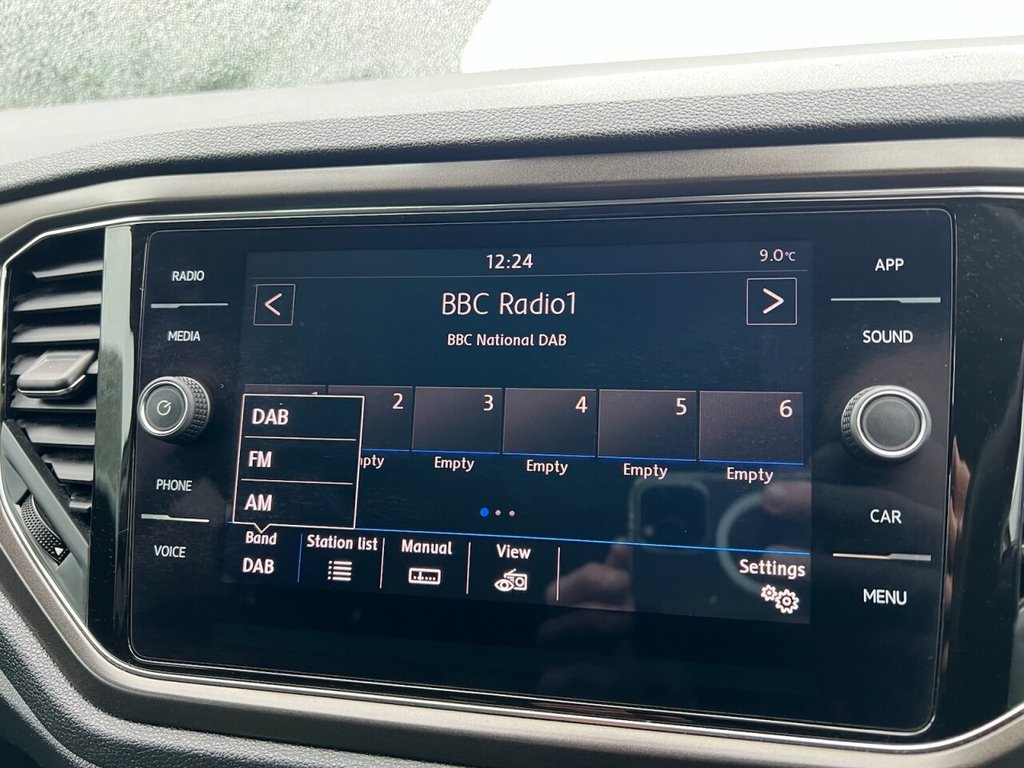 RADIO
MEDIA
PHONE
VOICE
12:24
9.0°C
<
BBC Radio1
>
BBC National DAB
2
3
4
5
6
Empty
Empty
Empty
Empty
DAB
FM
AM
Band
DAB
Station list
Manual
View
Settings
APP
SOUND
CAR
MENU